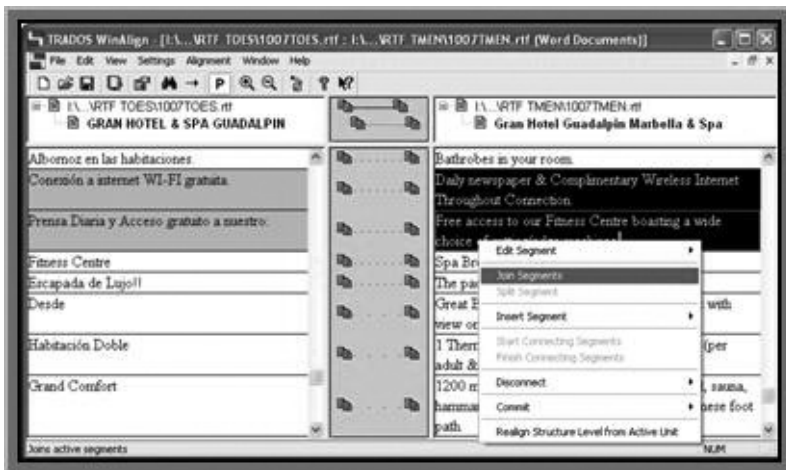 TRADOS WinAlign - [I:\...\RTF TOES\1007TOES.rtf : I:\...\RTF TMEN\1007TMEN.rtf (Word Documents)]
File Edit View Settings Alignment Window Help
I:\...\RTF TOES\1007TOES.rtf
GRAN HOTEL & SPA GUADALPIN
I:\...\RTF TMEN\1007TMEN.rtf
Gran Hotel Guadalpin Marbella & Spa
Albornoz en las habitaciones.
Conexión a internet WI-FI gratuita.
Prensa Diaria y Acceso gratuito a nuestro:
Fitness Centre
Escapada de Lujo!!
Desde
Habitación Doble
Grand Comfort
Bathrobes in your room.
Daily newspaper & Complimentary Wireless Internet
Throughout Connection.
Free access to our Fitness Centre boasting a wide
choice
Spa Bro
The pa
Great B
with
view or
1 Therm
(per
adult &
1200 m
, sauna,
hammam
nese foot
path.
Edit Segment
Join Segments
Split Segment
Insert Segment
Start Connecting Segments
Finish Connecting Segments
Disconnect
Commit
Realign Structure Level from Active Unit
Joins active segments
NUM